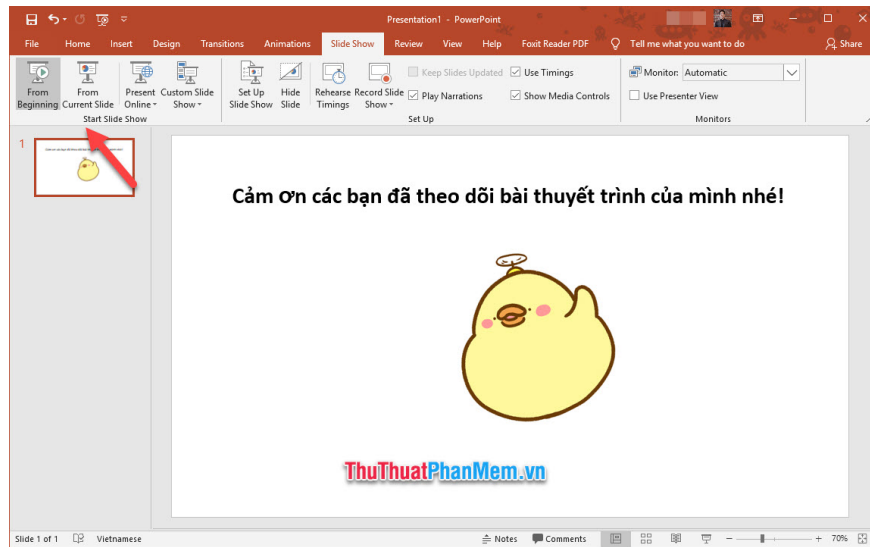 Presentation1 - PowerPoint
File Home Insert Design Transitions Animations Slide Show Review View Help Foxit Reader PDF Tell me what you want to do Share
From Beginning
From Current Slide
Present Online
Custom Slide Show
Start Slide Show
Set Up Slide Show
Hide Slide
Rehearse Timings
Record Slide Show
Keep Slides Updated
Play Narrations
Use Timings
Show Media Controls
Set Up
Monitor: Automatic
Use Presenter View
Monitors
1
Cảm ơn các bạn đã theo dõi bài thuyết trình của mình nhé!
ThuThuatPhanMem.vn
Slide 1 of 1 Vietnamese Notes Comments 70%